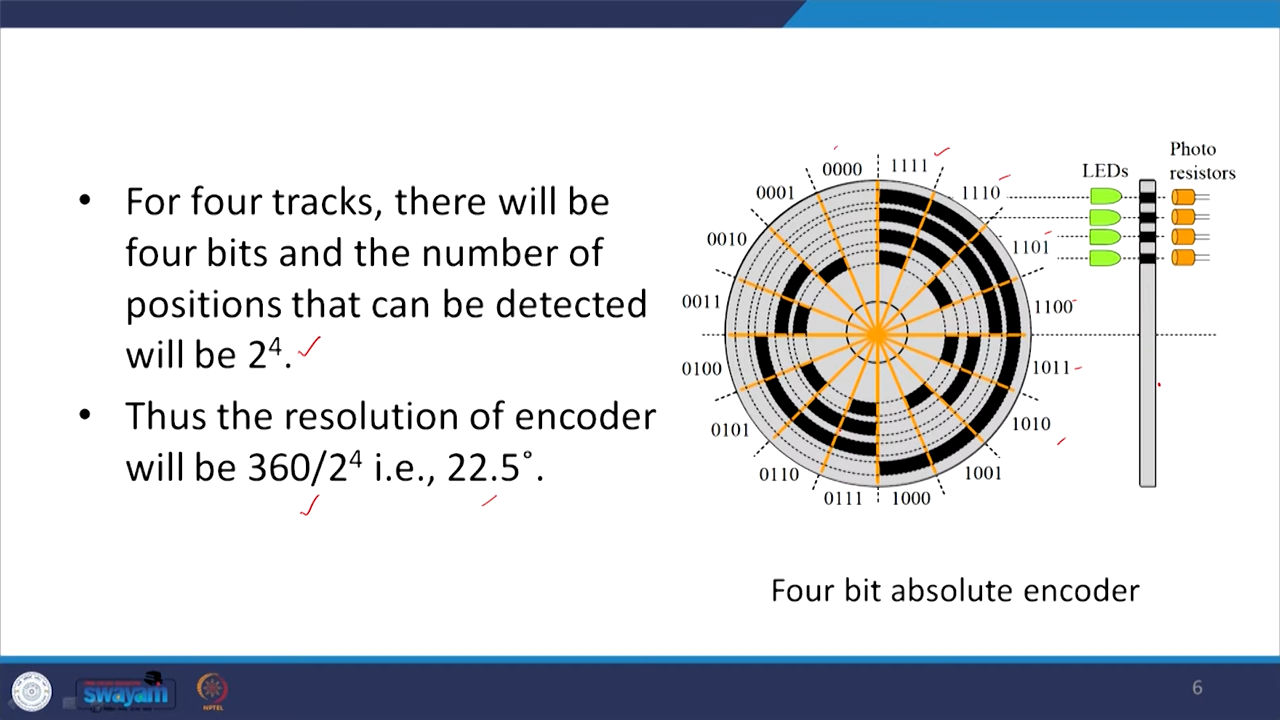 • For four tracks, there will be
four bits and the number of
positions that can be detected
will be 2⁴.
• Thus the resolution of encoder
will be 360/2⁴ i.e., 22.5°.
0000
1111
0001
1110
0010
1101
0011
1100
0100
1011
0101
1010
0110
1001
0111
1000
LEDs
Photo
resistors
Four bit absolute encoder
swayam
NPTEL
6